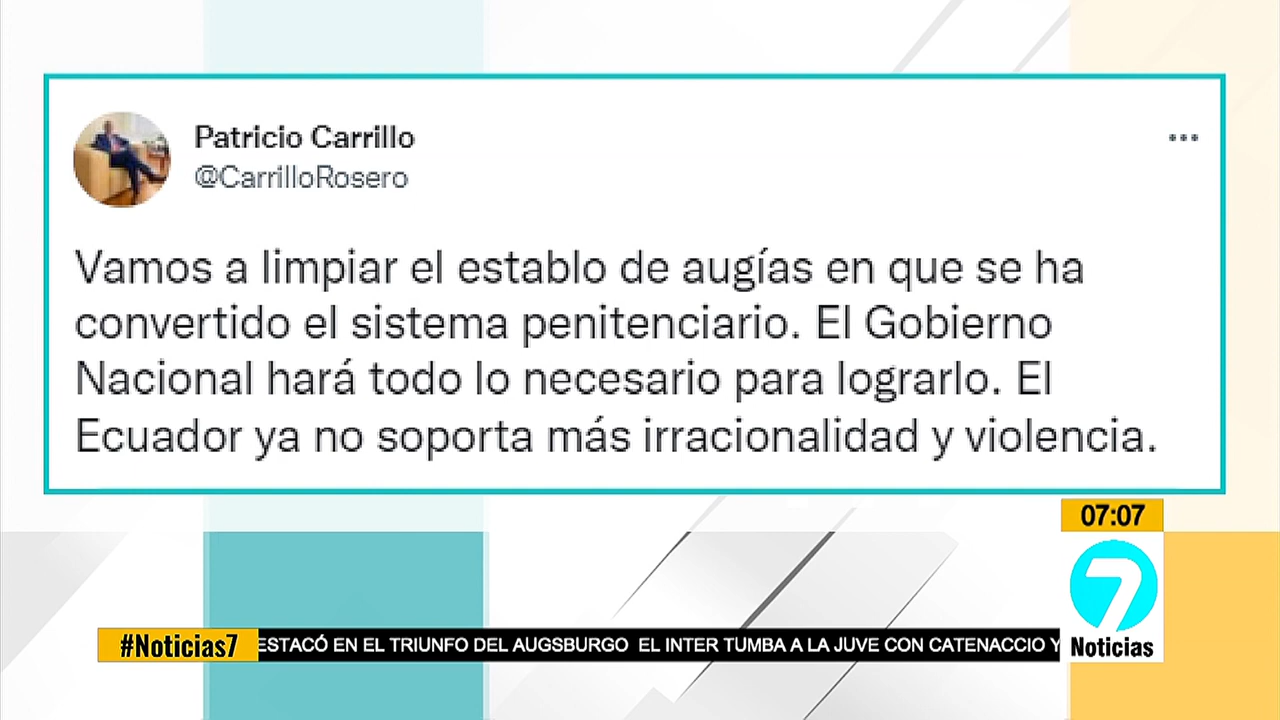 Patricio Carrillo
@CarrilloRosero
Vamos a limpiar el establo de augías en que se ha
convertido el sistema penitenciario. El Gobierno
Nacional hará todo lo necesario para lograrlo. El
Ecuador ya no soporta más irracionalidad y violencia.
07:07
7
Noticias
#Noticias7
ESTACÓ EN EL TRIUNFO DEL AUGSBURGO EL INTER TUMBA A LA JUVE CON CATENACCIO Y